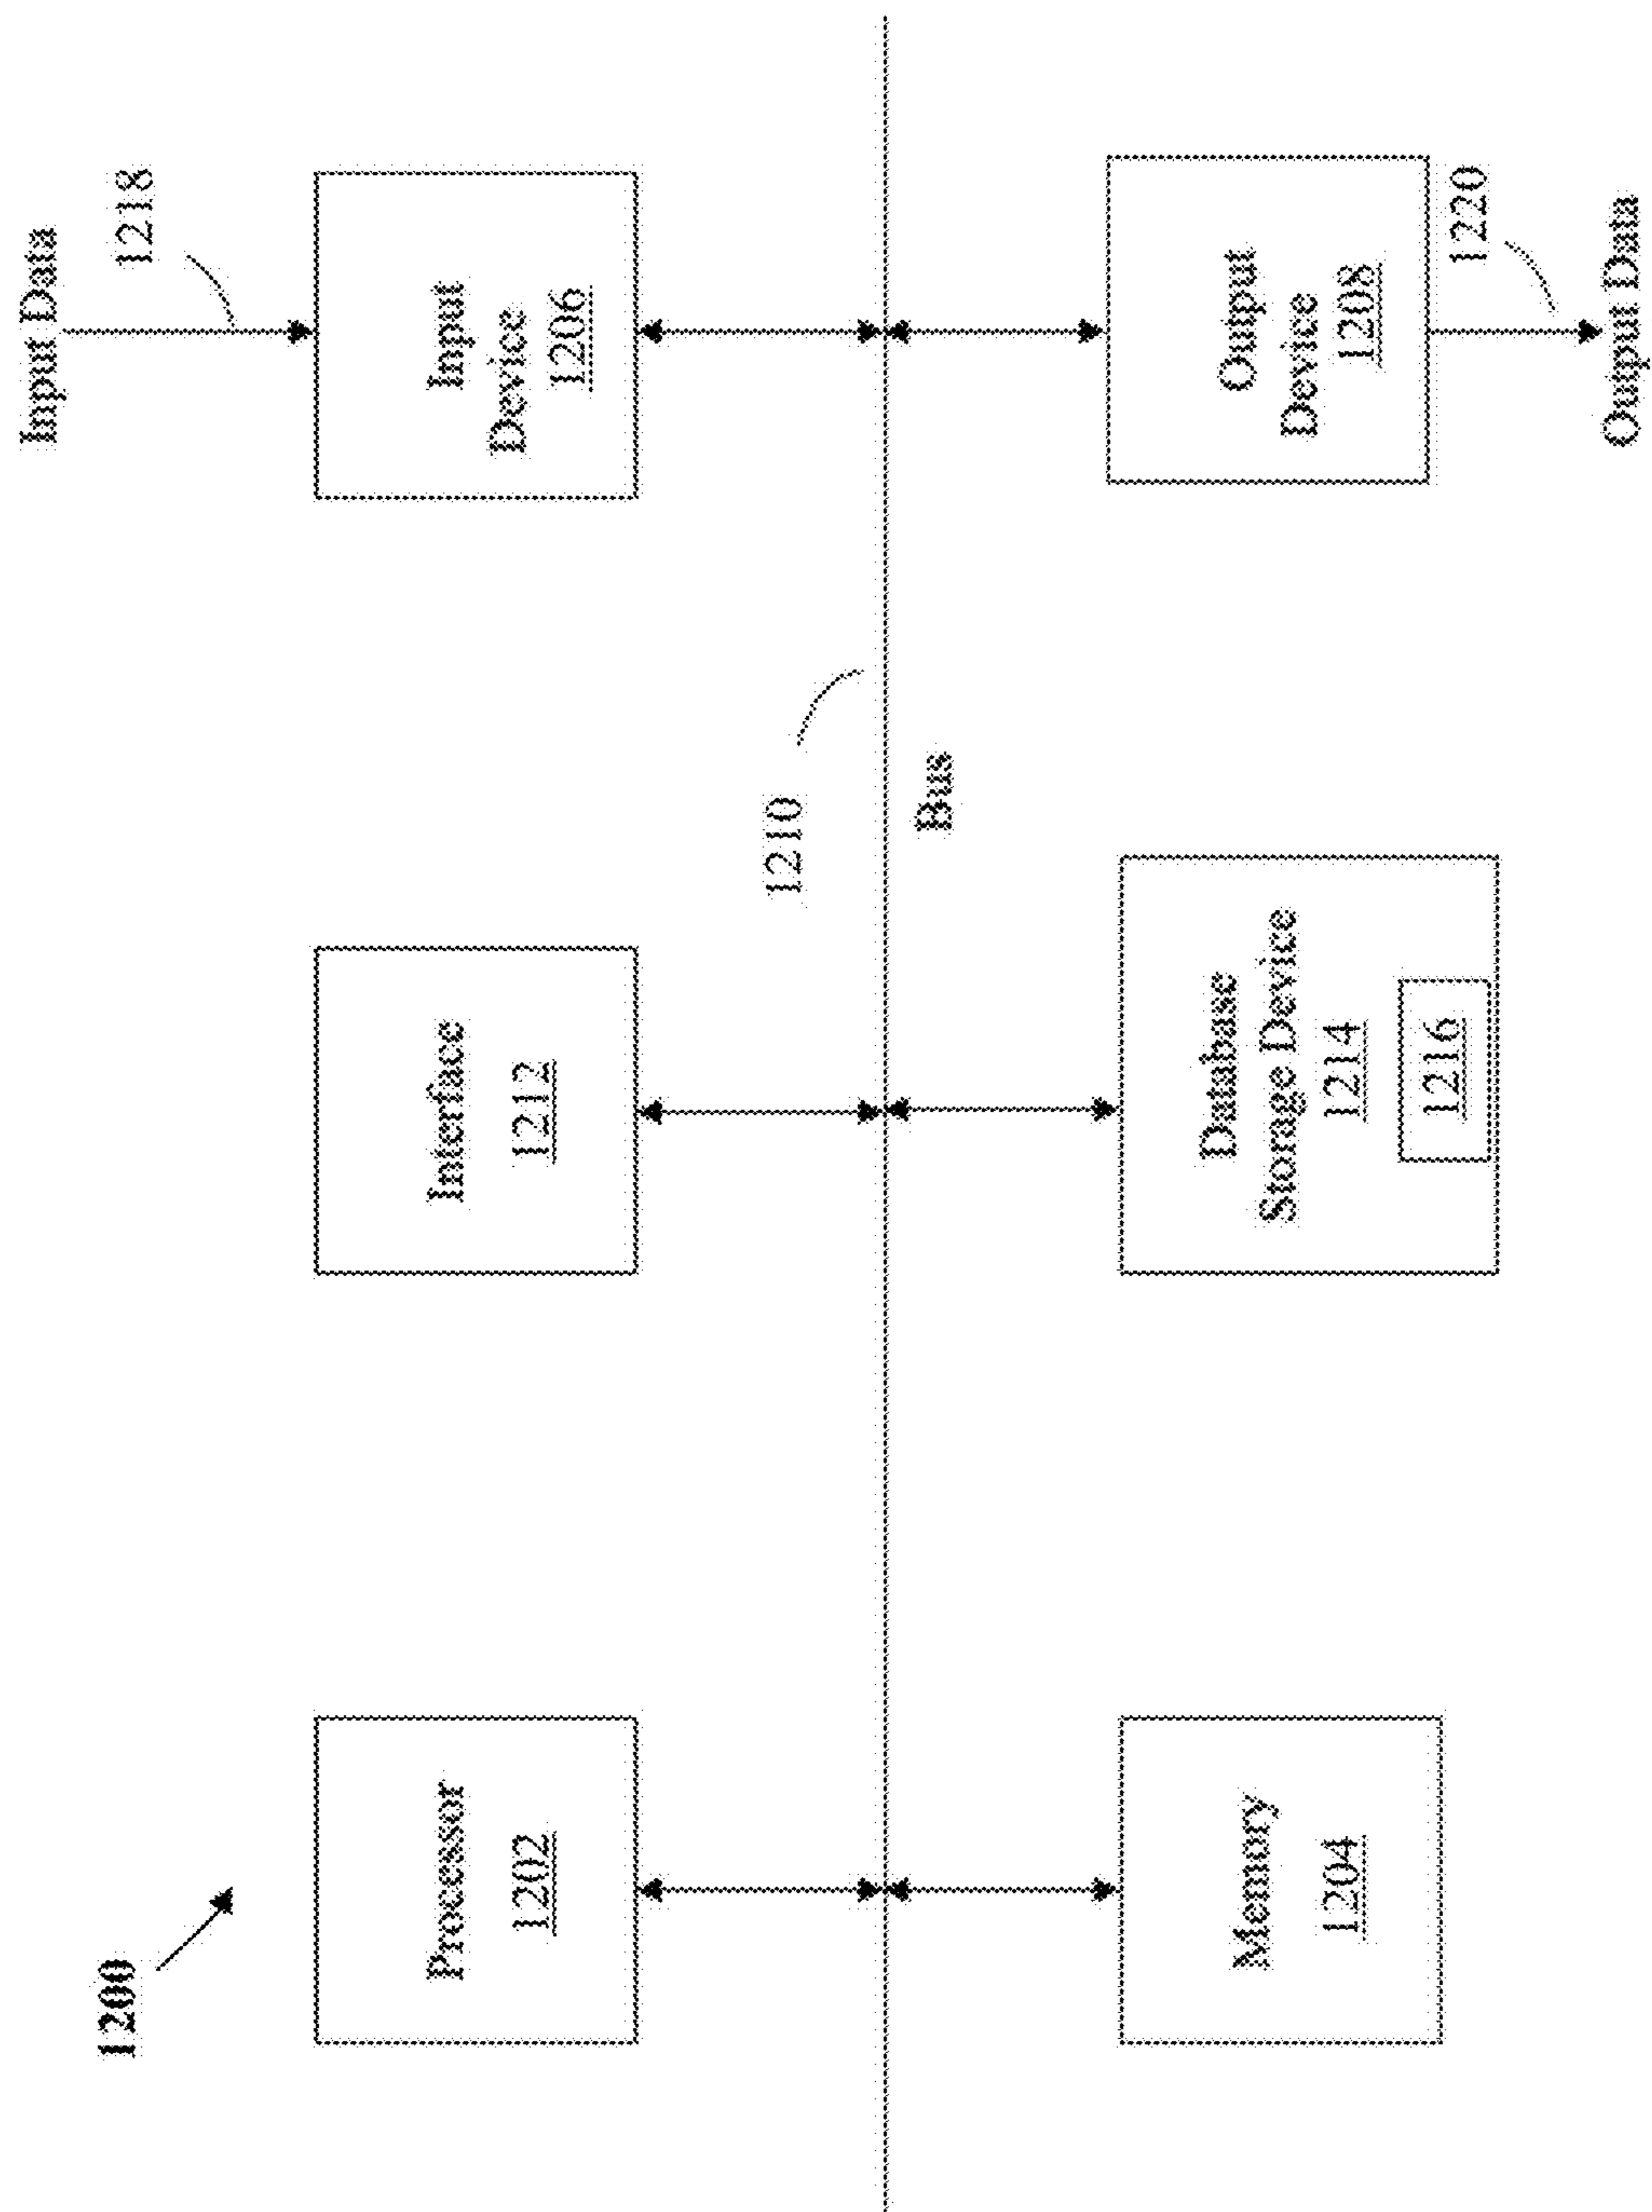 1200
Processor
1202
Interface
1212
Input
Device
1206
Input Data
1218
1210
Bus
Memory
1204
Database
Storage Device
1214
1216
Output
Device
1208
1220
Output Data